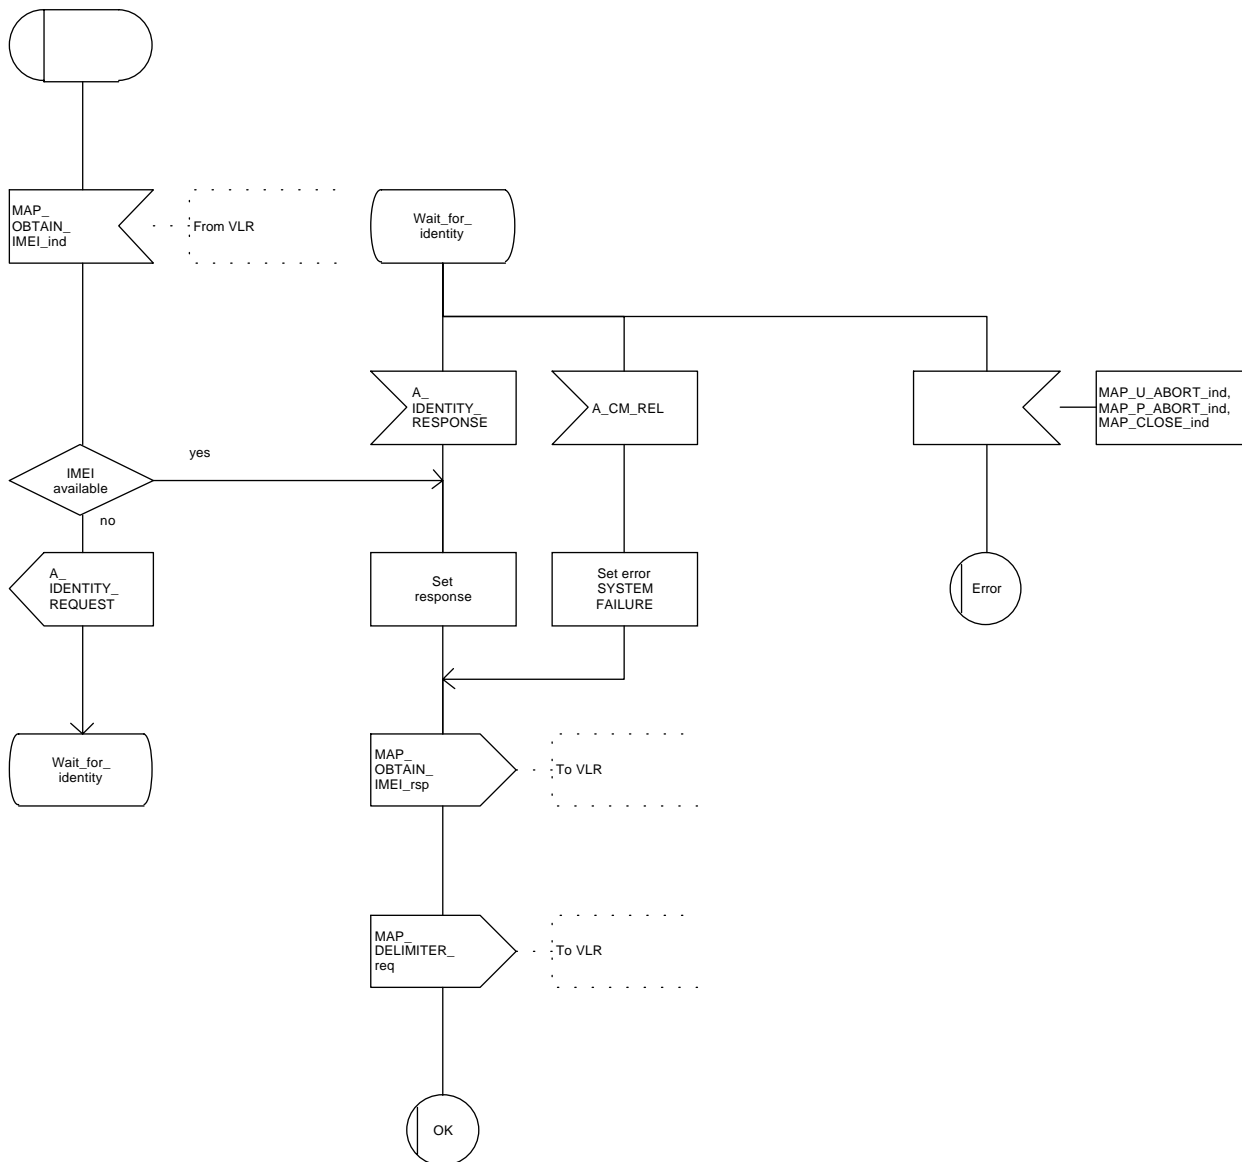 MAP_
OBTAIN_
IMEI_ind
From VLR
Wait_for_
identity
A_
IDENTITY_
RESPONSE
A_CM_REL
MAP_U_ABORT_ind,
MAP_P_ABORT_ind,
MAP_CLOSE_ind
IMEI
available
yes
no
A_
IDENTITY_
REQUEST
Set
response
Set error
SYSTEM
FAILURE
Error
Wait_for_
identity
MAP_
OBTAIN_
IMEI_rsp
To VLR
MAP_
DELIMITER_
req
To VLR
OK